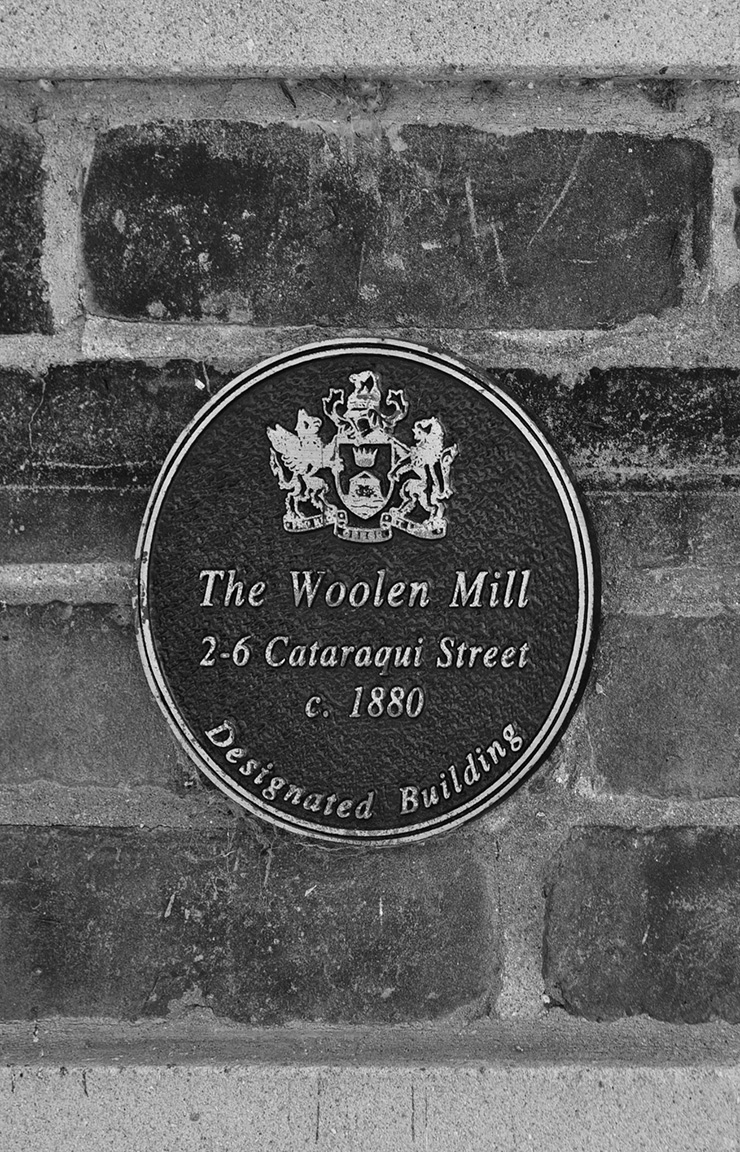 The Woolen Mill
2-6 Cataraqui Street
c. 1880
Designated Building